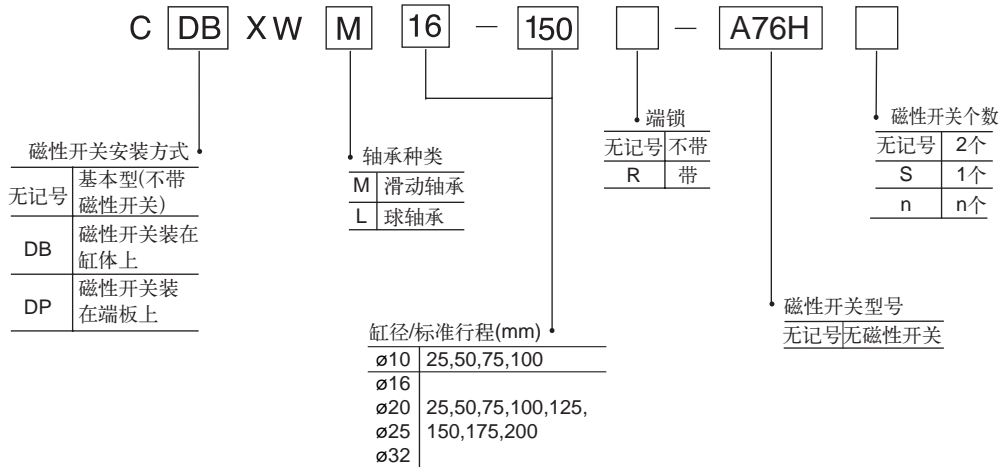 C DB X W M 16 － 150 － A76H
磁性开关安装方式
无记号 基本型(不带
磁性开关)
DB 磁性开关装在
缸体上
DP 磁性开关装
在端板上
轴承种类
M 滑动轴承
L 球轴承
缸径/标准行程(mm)
ø10 25,50,75,100
ø16
ø20 25,50,75,100,125,
ø25 150,175,200
ø32
端锁
无记号 不带
R 带
磁性开关型号
无记号 无磁性开关
磁性开关个数
无记号 2个
S 1个
n n个